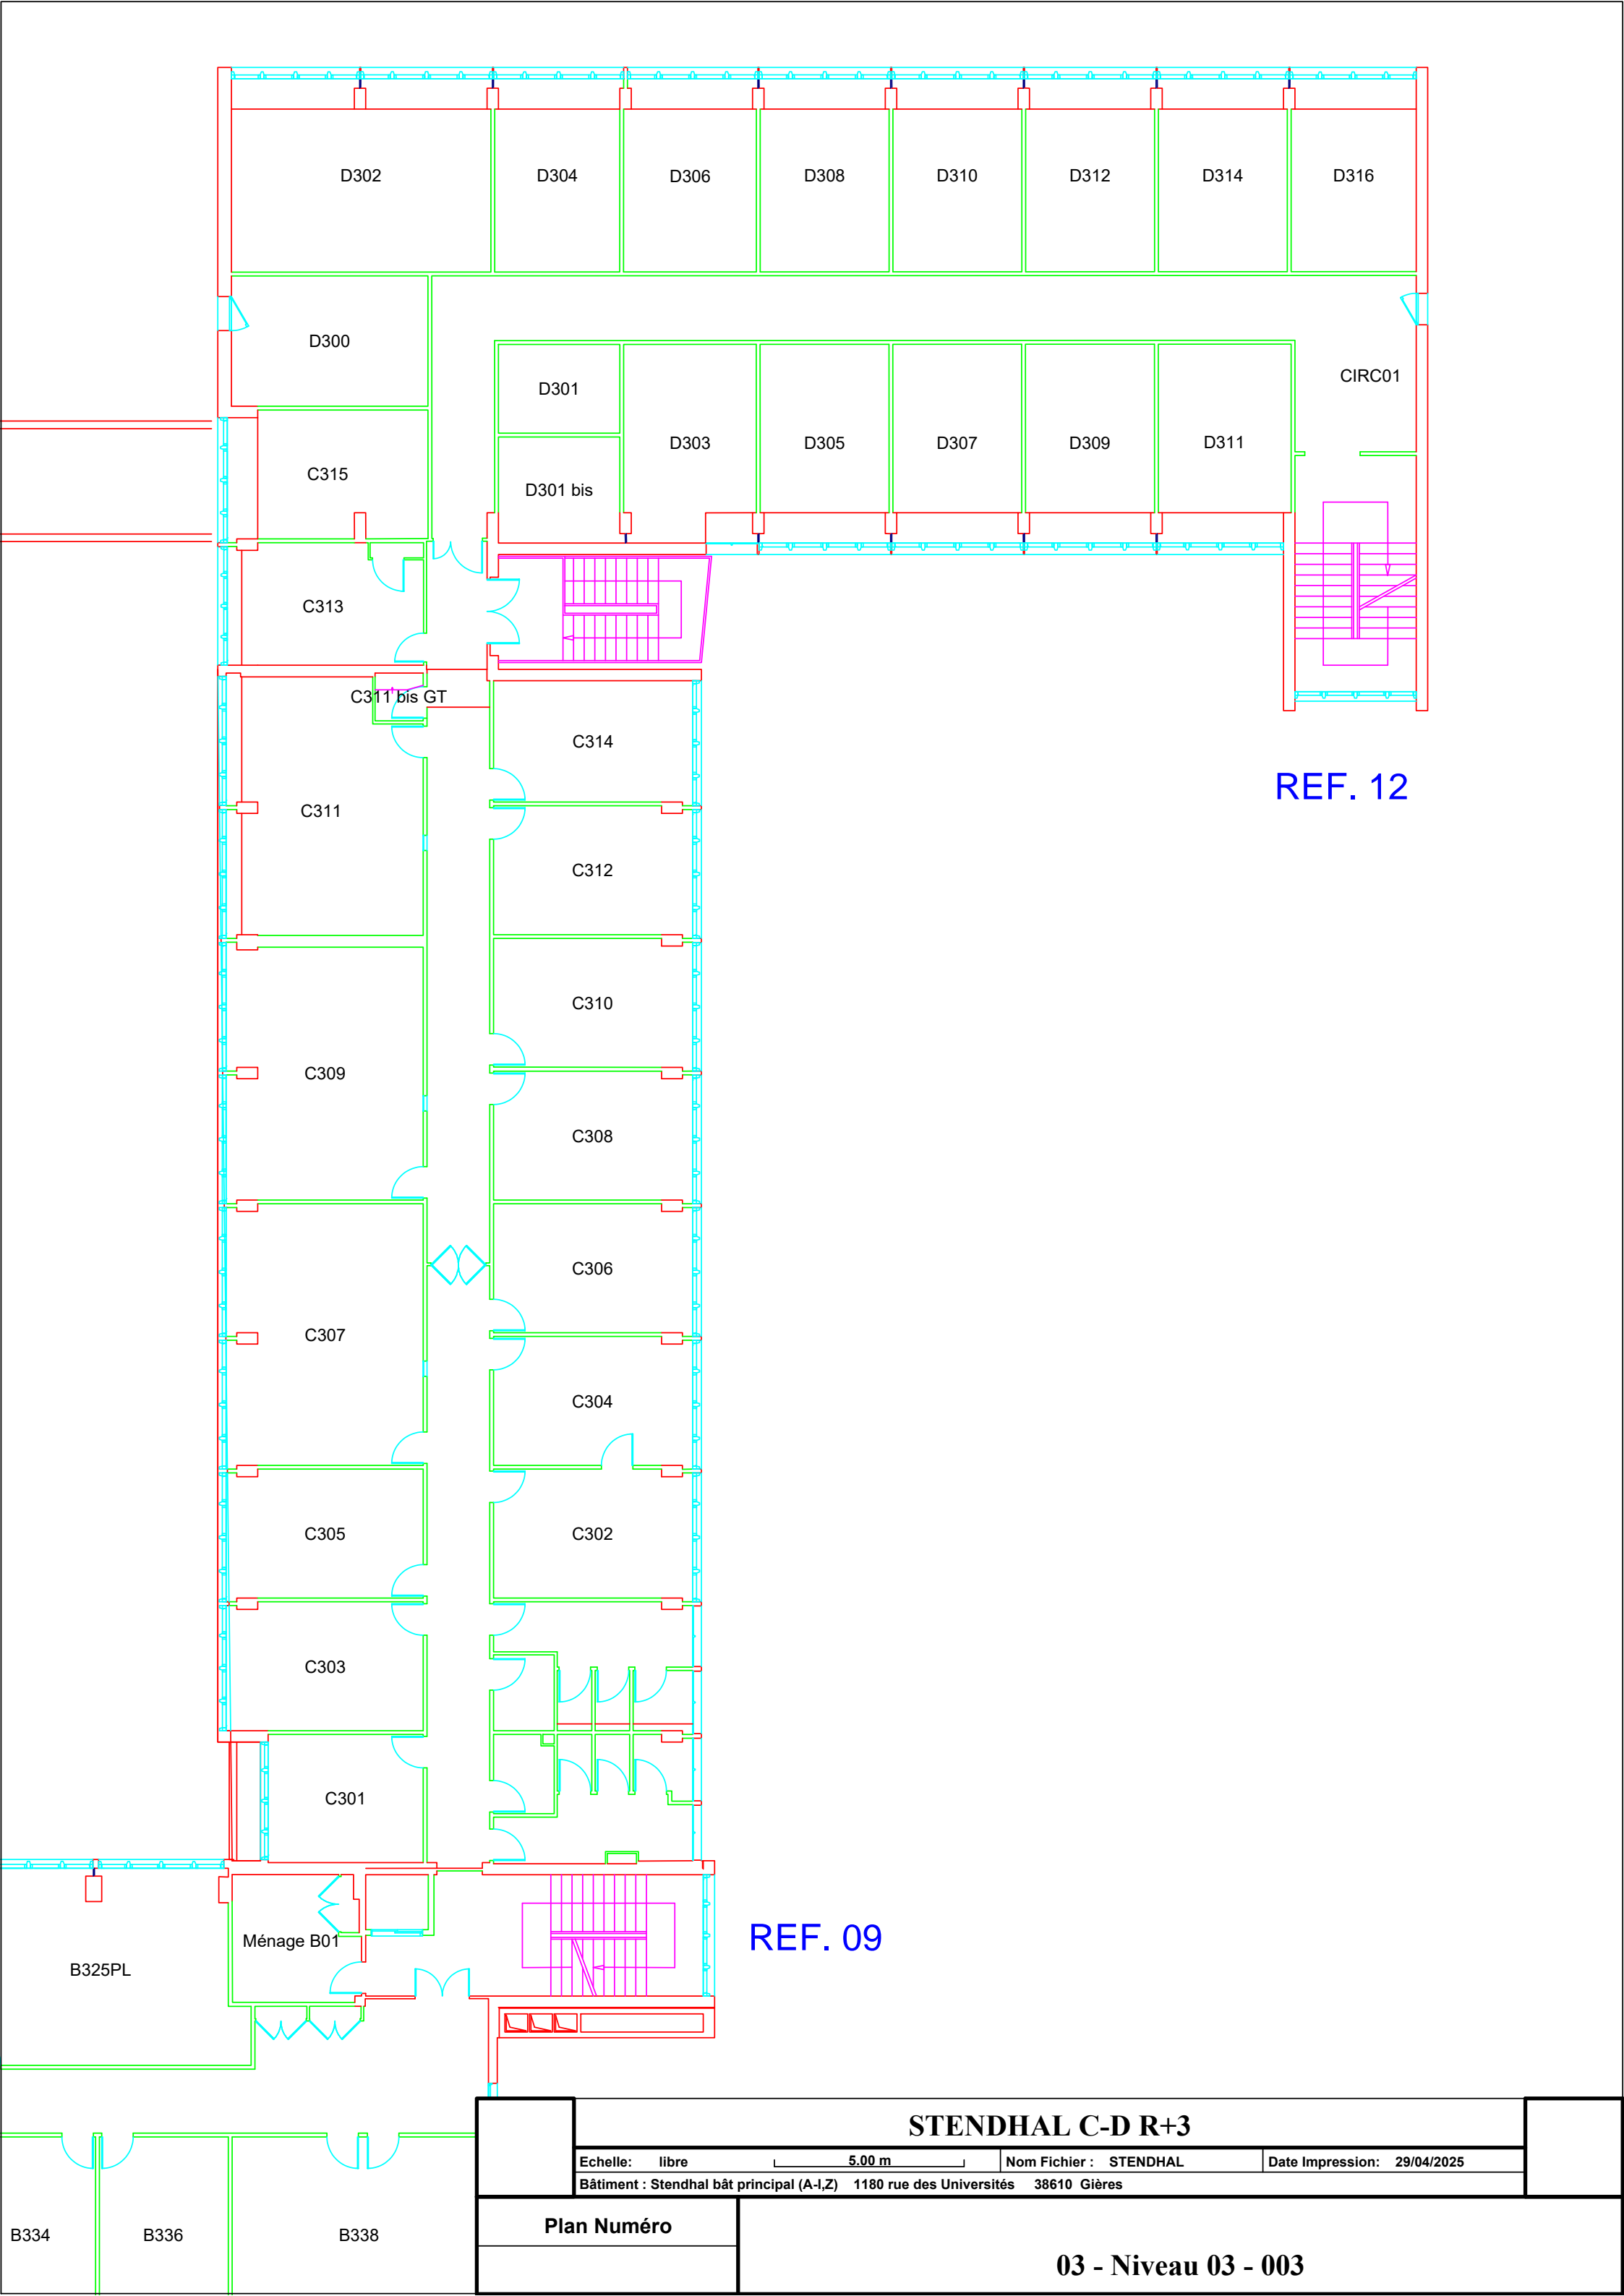 D302
D304
D306
D308
D310
D312
D314
D316
D300
D301
CIRC01
D303
D305
D307
D309
D311
C315
D301 bis
C313
C311 bis GT
C314
REF. 12
C311
C312
C310
C309
C308
C306
C307
C304
C305
C302
C303
C301
REF. 09
Ménage B01
B325PL
STENDHAL C-D R+3
Echelle: libre 5.00 m Nom Fichier : STENDHAL Date Impression: 29/04/2025
Bâtiment : Stendhal bât principal (A-I,Z) 1180 rue des Universités 38610 Gières
Plan Numéro
B334
B336
B338
03 - Niveau 03 - 003